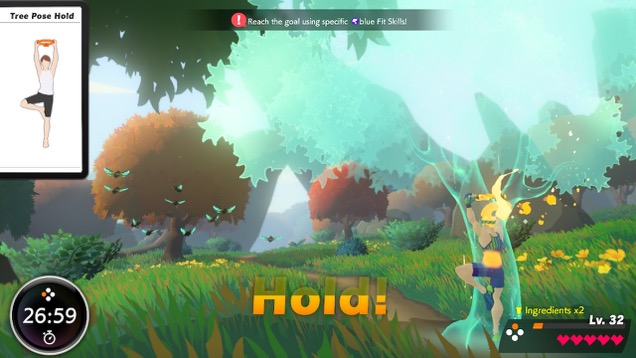 Tree Pose Hold
Reach the goal using specific blue Fit Skills!
Hold!
Ingredients x2
Lv. 32
26:59